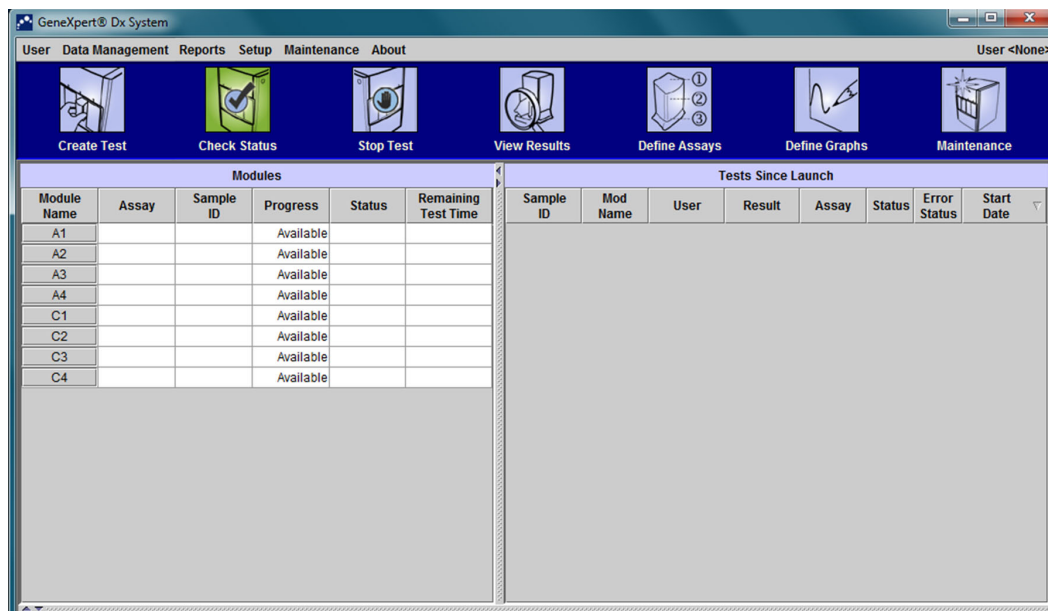 GeneXpert® Dx System
User Data Management Reports Setup Maintenance About User <None>
① ② ③
Create Test Check Status Stop Test View Results Define Assays Define Graphs Maintenance
Modules Tests Since Launch
Module Name Assay Sample ID Progress Status Remaining Test Time Sample ID Mod Name User Result Assay Status Error Status Start Date
A1 Available
A2 Available
A3 Available
A4 Available
C1 Available
C2 Available
C3 Available
C4 Available